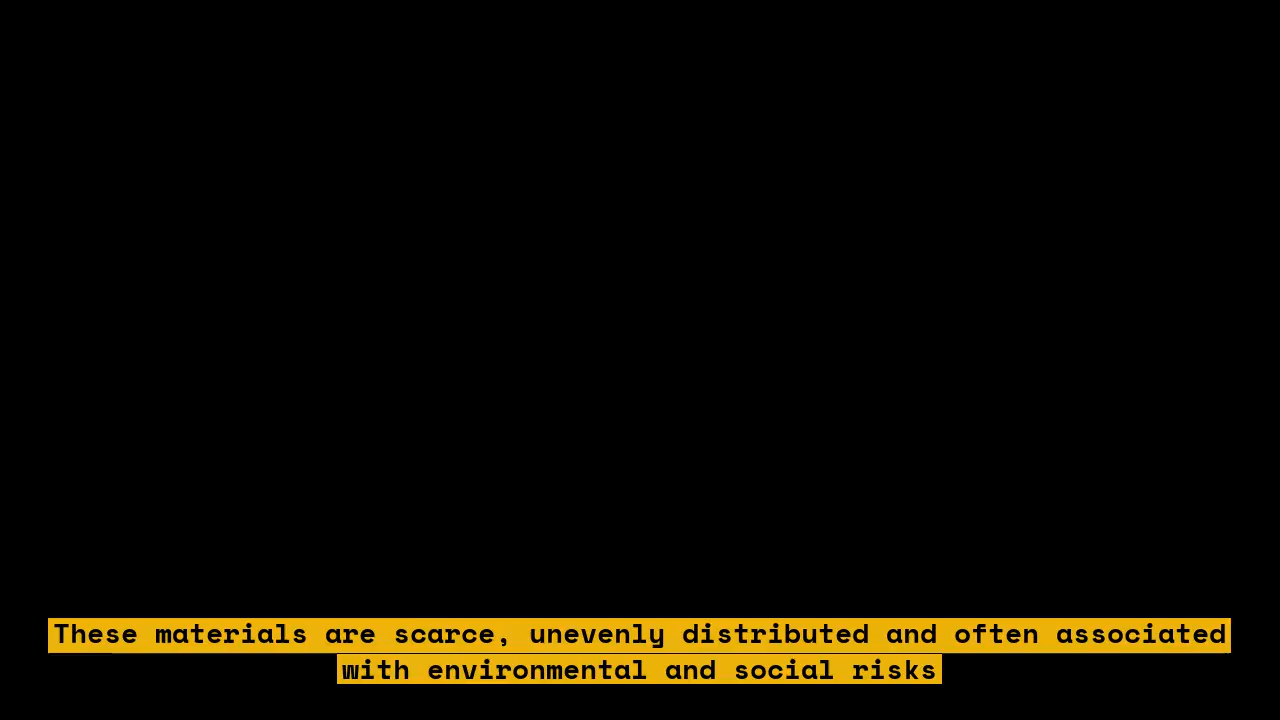 These materials are scarce, unevenly distributed and often associated
with environmental and social risks